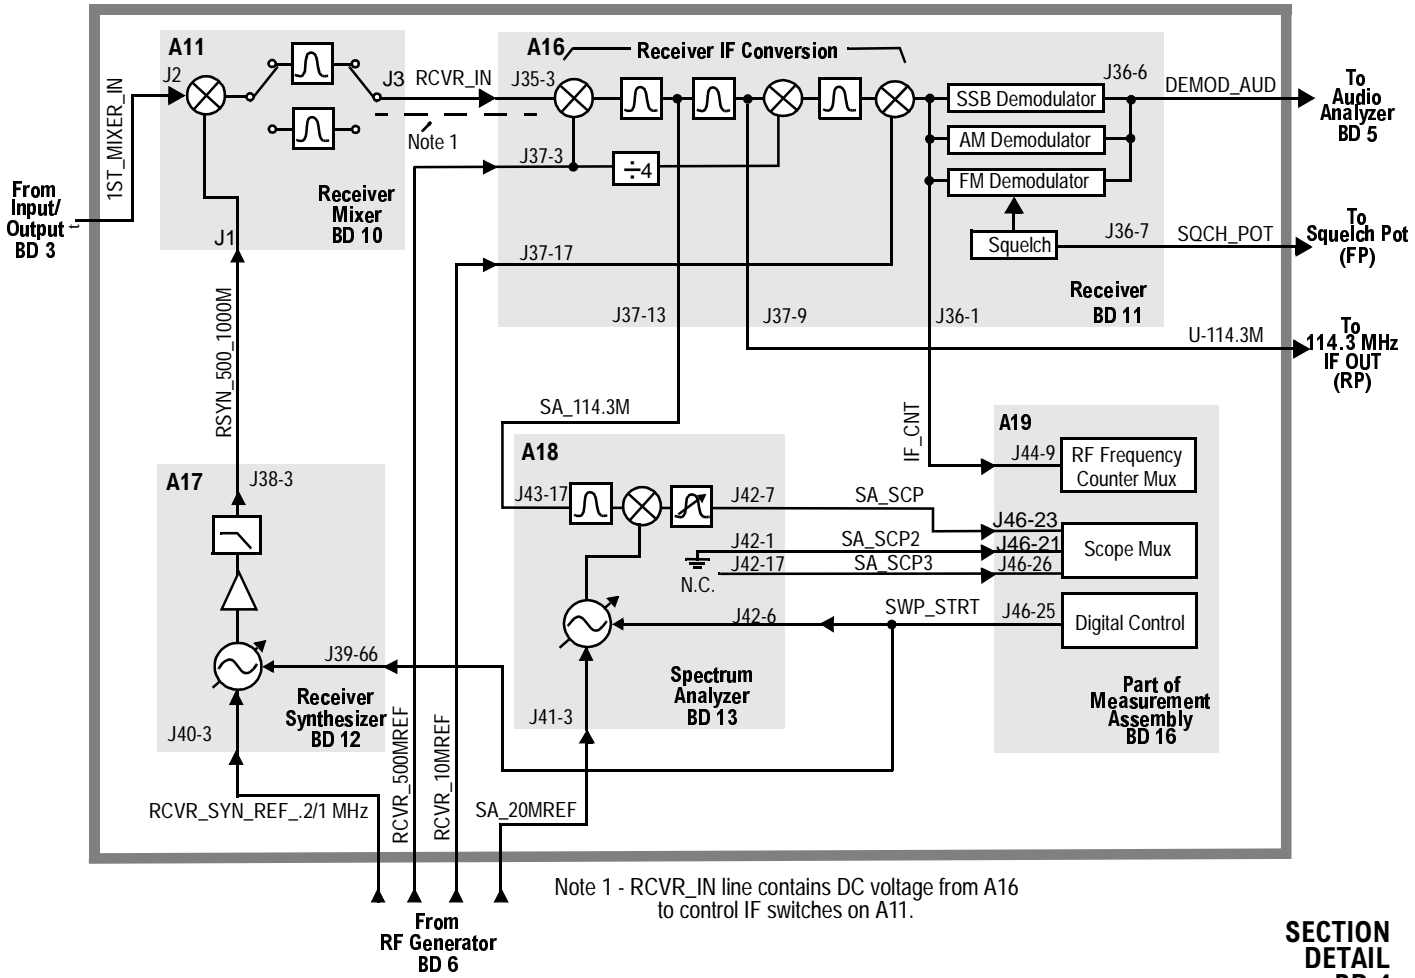 A11
J2
J3
RCVR_IN
Note 1
1ST_MIXER_IN
Receiver
Mixer
BD 10
J1
From
Input/
Output
BD 3
A16
Receiver IF Conversion
J35-3
J37-3
÷4
J37-17
J36-6
SSB Demodulator
AM Demodulator
FM Demodulator
Squelch
J36-7
Receiver
BD 11
J37-13
J37-9
J36-1
DEMOD_AUD
To
Audio
Analyzer
BD 5
SQCH_POT
To
Squelch Pot
(FP)
U-114.3M
To
114.3 MHz
IF OUT
(RP)
RSYN_500_1000M
SA_114.3M
IF_CNT
A17
J38-3
J39-66
Receiver
Synthesizer
BD 12
J40-3
A18
J43-17
J42-7
J42-1
J42-17
N.C.
J42-6
Spectrum
Analyzer
BD 13
J41-3
SA_SCP
SA_SCP2
SA_SCP3
SWP_STRT
A19
J44-9
RF Frequency
Counter Mux
J46-23
J46-21
J46-26
Scope Mux
J46-25
Digital Control
Part of
Measurement
Assembly
BD 16
RCVR_SYN_REF_.2/1 MHz
RCVR_500MREF
RCVR_10MREF
SA_20MREF
From
RF Generator
BD 6
Note 1 - RCVR_IN line contains DC voltage from A16
to control IF switches on A11.
SECTION
DETAIL